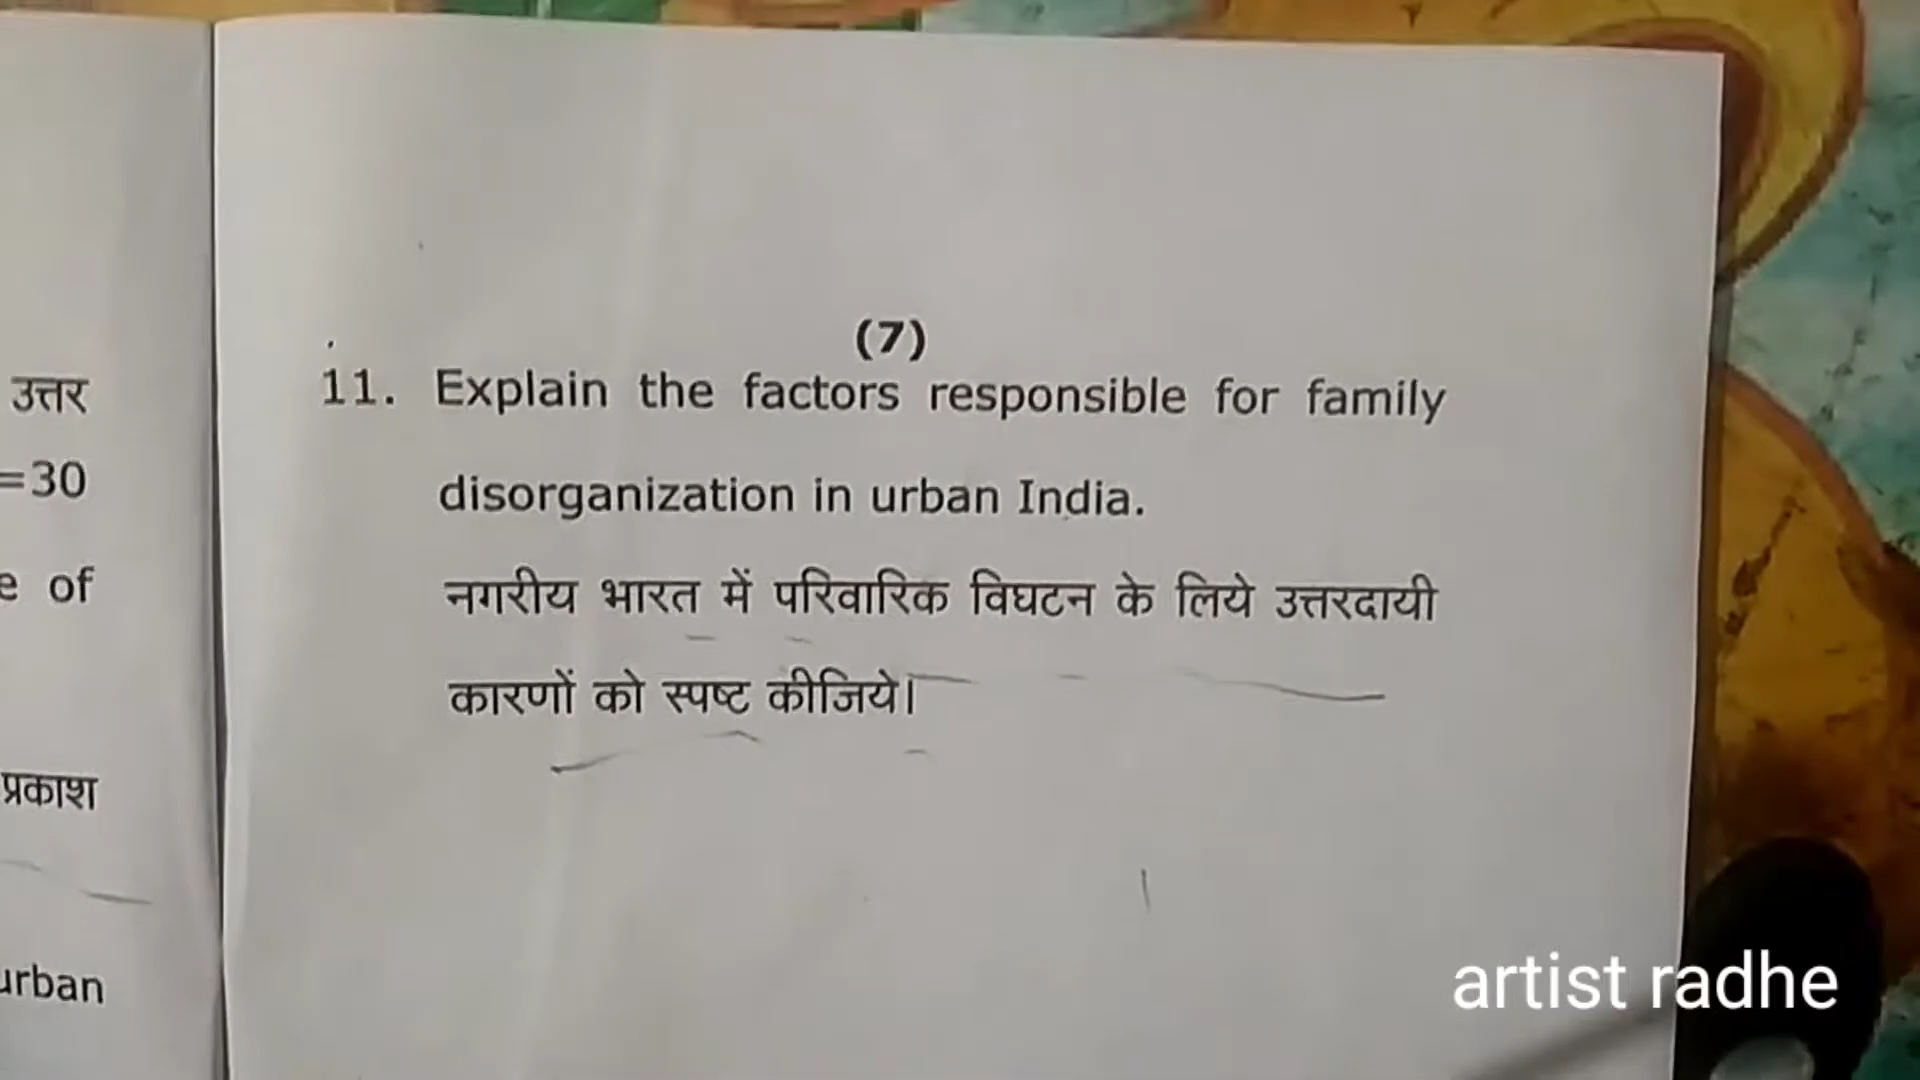 उत्तर
=30
e of
प्रकाश
urban
(7)
11. Explain the factors responsible for family
disorganization in urban India.
नगरीय भारत में परिवारिक विघटन के लिये उत्तरदायी
कारणों को स्पष्ट कीजिये।
artist radhe